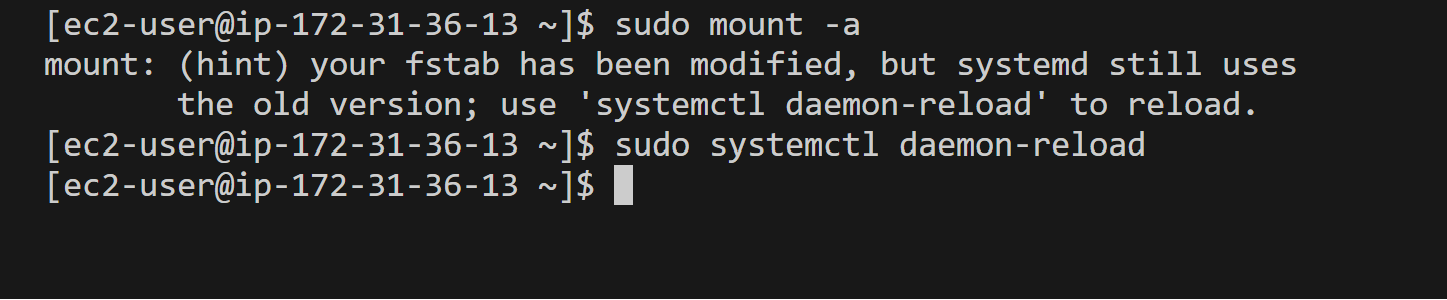 [ec2-user@ip-172-31-36-13 ~]$ sudo mount -a
mount: (hint) your fstab has been modified, but systemd still uses
       the old version; use 'systemctl daemon-reload' to reload.
[ec2-user@ip-172-31-36-13 ~]$ sudo systemctl daemon-reload
[ec2-user@ip-172-31-36-13 ~]$